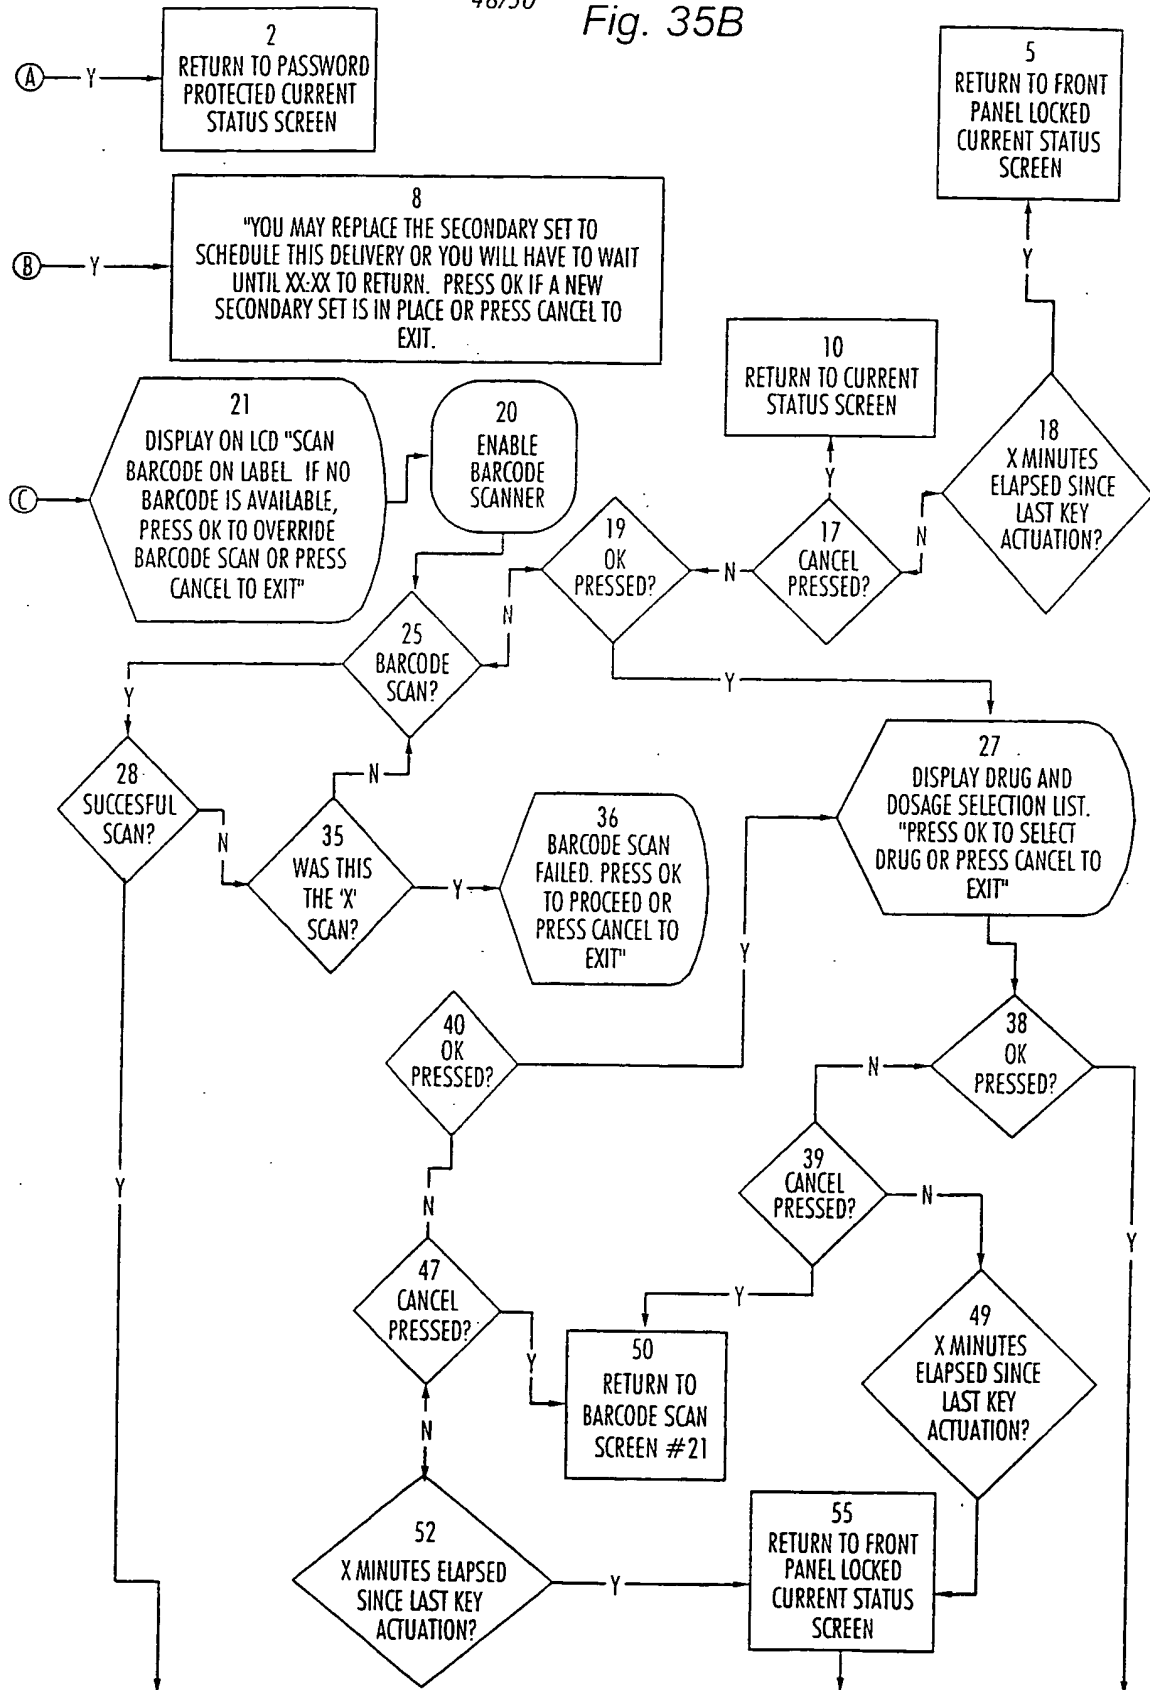 48/50
Fig. 35B
A
Y
2
RETURN TO PASSWORD
PROTECTED CURRENT
STATUS SCREEN
5
RETURN TO FRONT
PANEL LOCKED
CURRENT STATUS
SCREEN
Y
B
Y
8
"YOU MAY REPLACE THE SECONDARY SET TO
SCHEDULE THIS DELIVERY OR YOU WILL HAVE TO WAIT
UNTIL XX:XX TO RETURN. PRESS OK IF A NEW
SECONDARY SET IS IN PLACE OR PRESS CANCEL TO
EXIT.
10
RETURN TO CURRENT
STATUS SCREEN
Y
C
21
DISPLAY ON LCD "SCAN
BARCODE ON LABEL. IF NO
BARCODE IS AVAILABLE,
PRESS OK TO OVERRIDE
BARCODE SCAN OR PRESS
CANCEL TO EXIT"
20
ENABLE
BARCODE
SCANNER
19
OK
PRESSED?
N
17
CANCEL
PRESSED?
N
18
X MINUTES
ELAPSED SINCE
LAST KEY
ACTUATION?
N
25
BARCODE
SCAN?
Y
Y
28
SUCCESFUL
SCAN?
N
N
35
WAS THIS
THE 'X'
SCAN?
Y
36
BARCODE SCAN
FAILED. PRESS OK
TO PROCEED OR
PRESS CANCEL TO
EXIT"
27
DISPLAY DRUG AND
DOSAGE SELECTION LIST.
"PRESS OK TO SELECT
DRUG OR PRESS CANCEL TO
EXIT"
Y
40
OK
PRESSED?
38
OK
PRESSED?
N
39
CANCEL
PRESSED?
N
Y
Y
N
47
CANCEL
PRESSED?
Y
Y
50
RETURN TO
BARCODE SCAN
SCREEN #21
49
X MINUTES
ELAPSED SINCE
LAST KEY
ACTUATION?
N
52
X MINUTES ELAPSED
SINCE LAST KEY
ACTUATION?
Y
55
RETURN TO FRONT
PANEL LOCKED
CURRENT STATUS
SCREEN